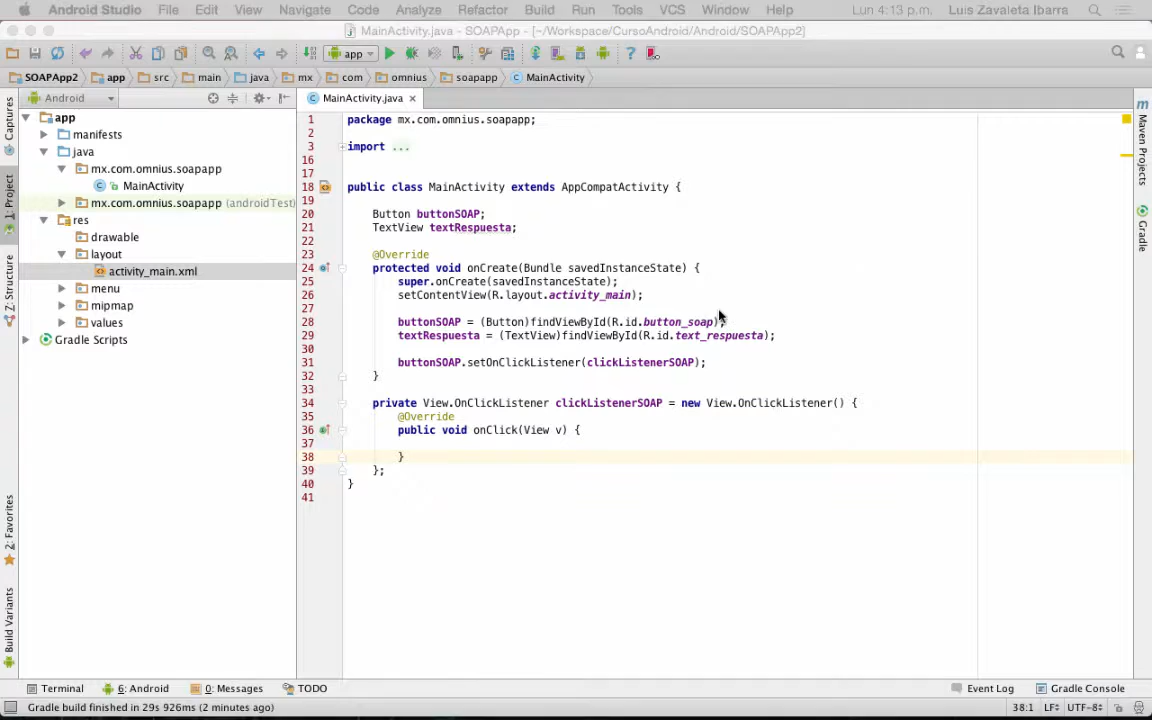 Android Studio File Edit View Navigate Code Analyze Refactor Build Run Tools VCS Window Help Lun 4:13 p.m. Luis Zavaleta Ibarra
MainActivity.java - SOAPApp - [~/Workspace/CursoAndroid/Android/SOAPApp2]
app
SOAPApp2 app src main java mx com omnius soapapp MainActivity
Android
MainActivity.java
app
manifests
java
mx.com.omnius.soapapp
MainActivity
mx.com.omnius.soapapp (androidTest)
res
drawable
layout
activity_main.xml
menu
mipmap
values
Gradle Scripts
Captures
1: Project
Z: Structure
2: Favorites
Build Variants
1 package mx.com.omnius.soapapp;
2
3 import ...
16
17
18 public class MainActivity extends AppCompatActivity {
19
20 Button buttonSOAP;
21 TextView textRespuesta;
22
23 @Override
24 protected void onCreate(Bundle savedInstanceState) {
25 super.onCreate(savedInstanceState);
26 setContentView(R.layout.activity_main);
27
28 buttonSOAP = (Button)findViewById(R.id.button_soap);
29 textRespuesta = (TextView)findViewById(R.id.text_respuesta);
30
31 buttonSOAP.setOnClickListener(clickListenerSOAP);
32 }
33
34 private View.OnClickListener clickListenerSOAP = new View.OnClickListener() {
35 @Override
36 public void onClick(View v) {
37
38 }
39 };
40 }
41
Maven Projects
Gradle
Terminal 6: Android 0: Messages TODO Event Log Gradle Console
Gradle build finished in 29s 926ms (2 minutes ago) 38:1 LF UTF-8